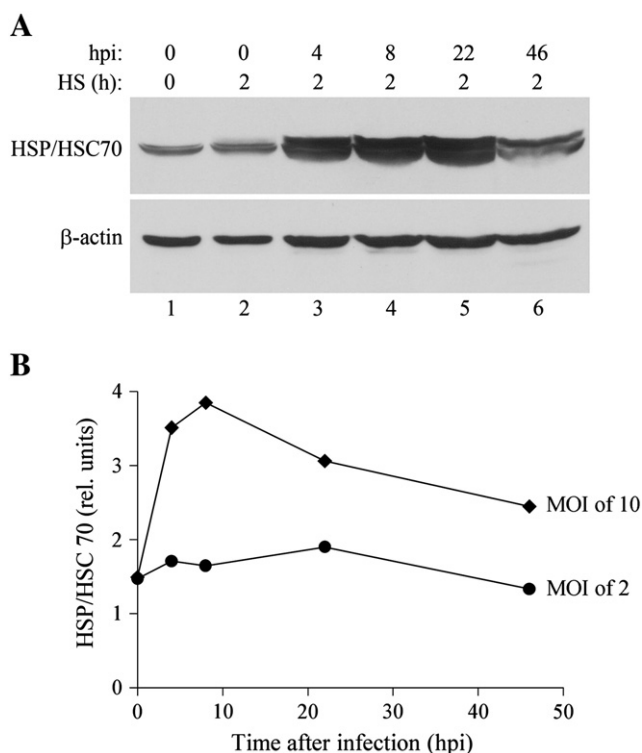 A
hpi: 0 0 4 8 22 46
HS (h): 0 2 2 2 2 2
HSP/HSC70
β-actin
1 2 3 4 5 6
B
HSP/HSC 70 (rel. units)
4
3
2
1
0
MOI of 10
MOI of 2
0 10 20 30 40 50
Time after infection (hpi)